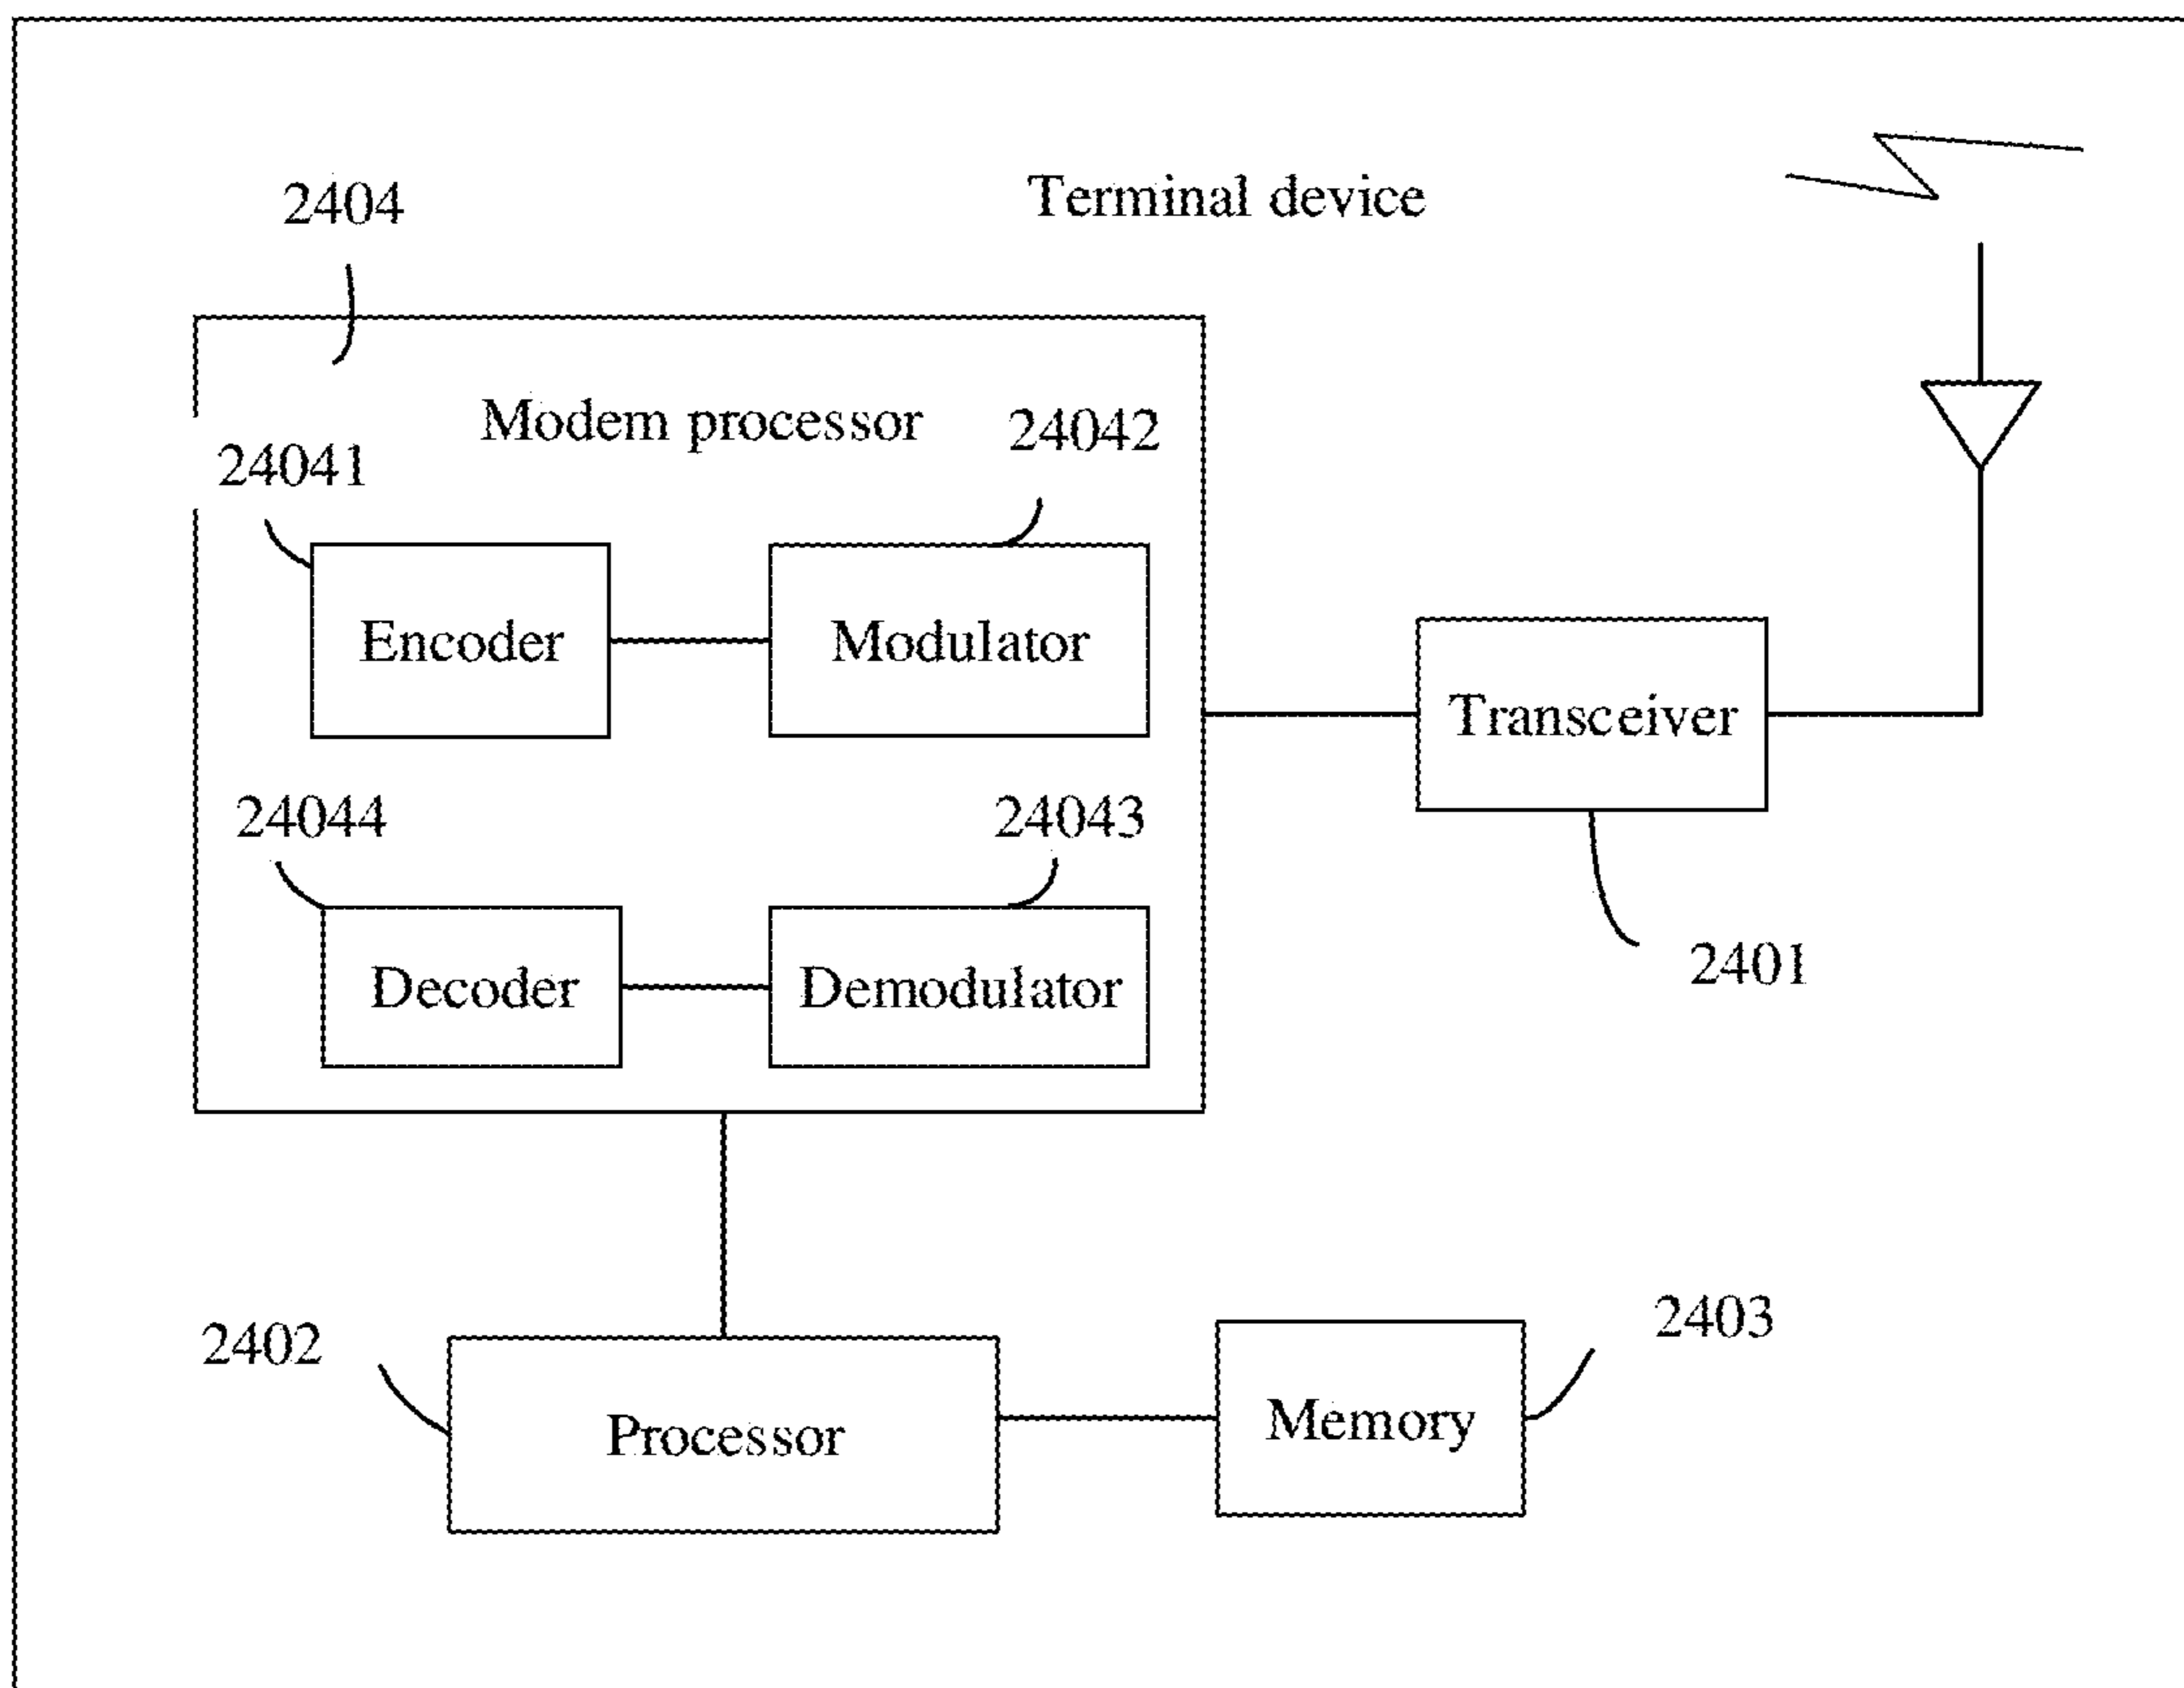 Terminal device
2404
Modem processor
24041
24042
Encoder
Modulator
Transceiver
24044
24043
2401
Decoder
Demodulator
2402
2403
Processor
Memory